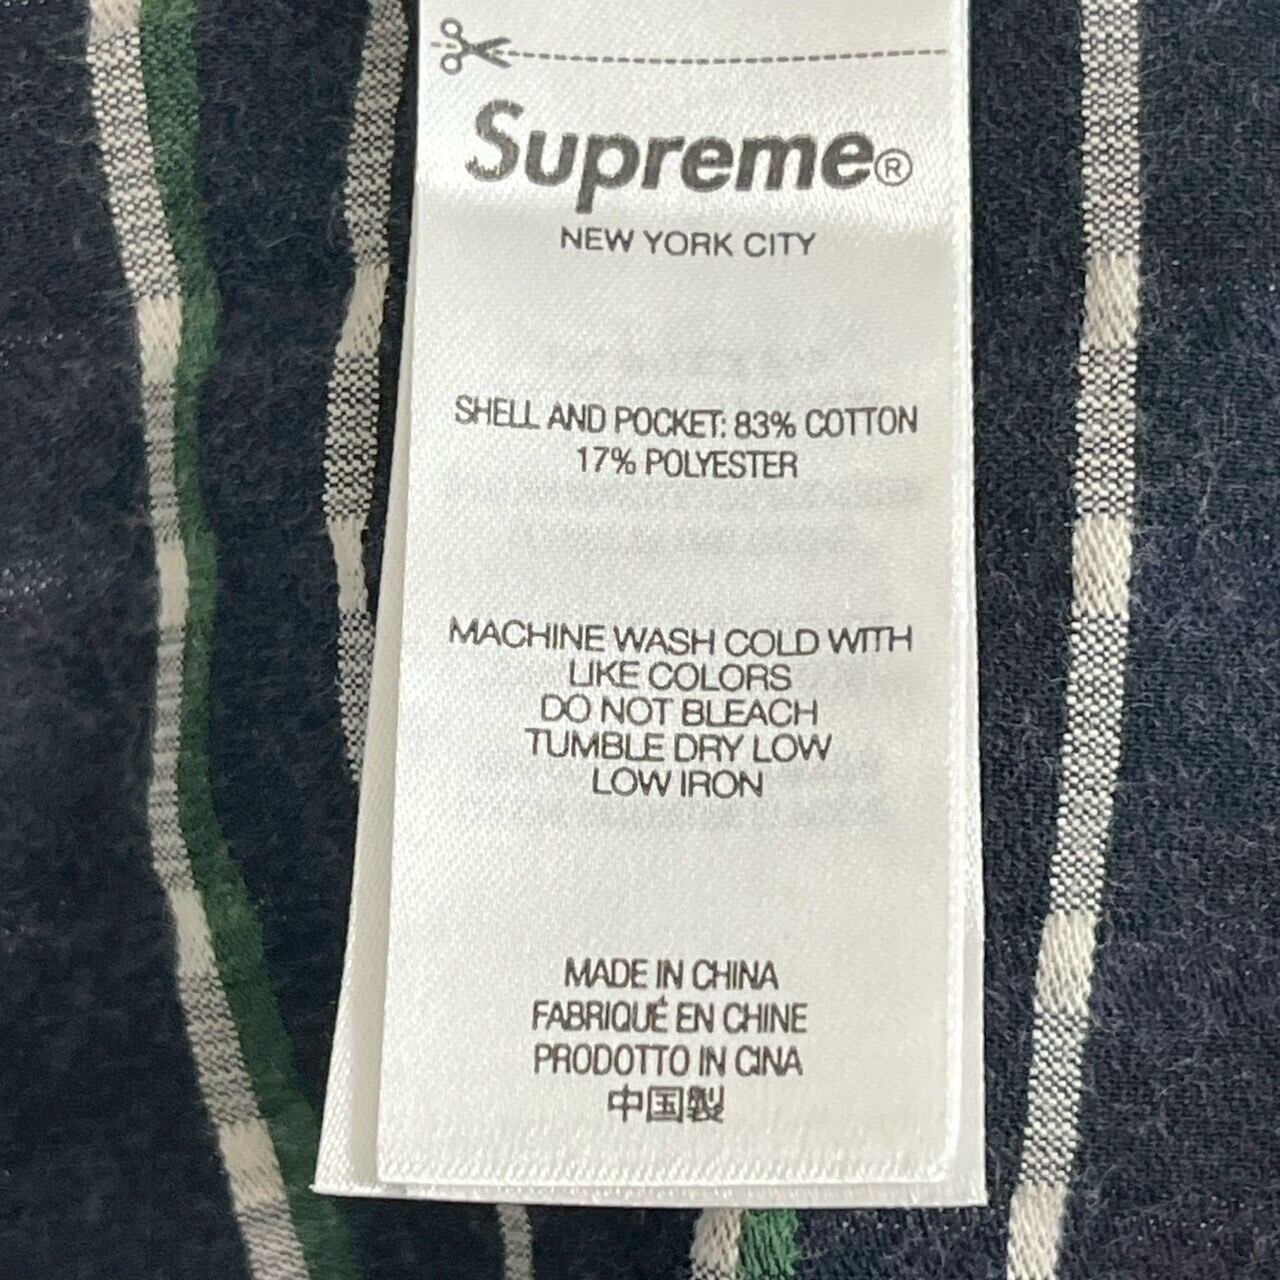 Supreme®
NEW YORK CITY
SHELL AND POCKET: 83% COTTON
17% POLYESTER
MACHINE WASH COLD WITH
LIKE COLORS
DO NOT BLEACH
TUMBLE DRY LOW
LOW IRON
MADE IN CHINA
FABRIQUÉ EN CHINE
PRODOTTO IN CINA
中国製